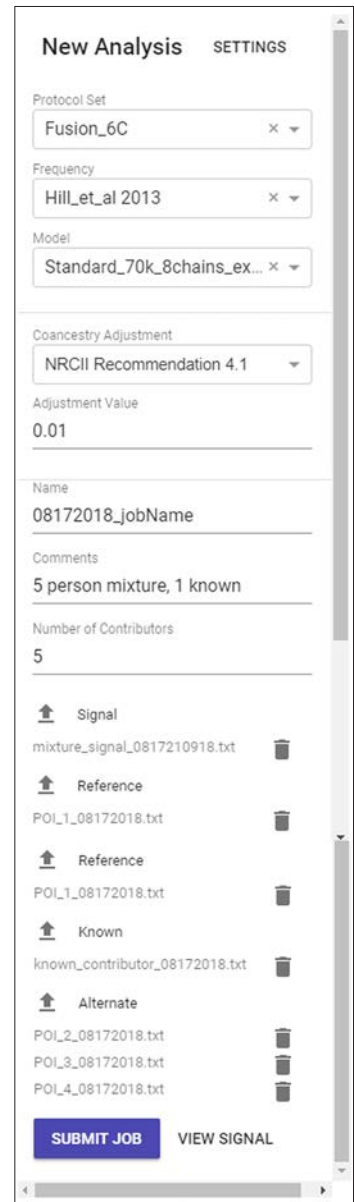 New Analysis SETTINGS
Protocol Set
Fusion_6C
Frequency
Hill_et_al 2013
Model
Standard_70k_8chains_ex...
Coancestry Adjustment
NRCII Recommendation 4.1
Adjustment Value
0.01
Name
08172018_jobName
Comments
5 person mixture, 1 known
Number of Contributors
5
Signal
mixture_signal_0817210918.txt
Reference
POI_1_08172018.txt
Reference
POI_1_08172018.txt
Known
known_contributor_08172018.txt
Alternate
POI_2_08172018.txt
POI_3_08172018.txt
POI_4_08172018.txt
SUBMIT JOB VIEW SIGNAL